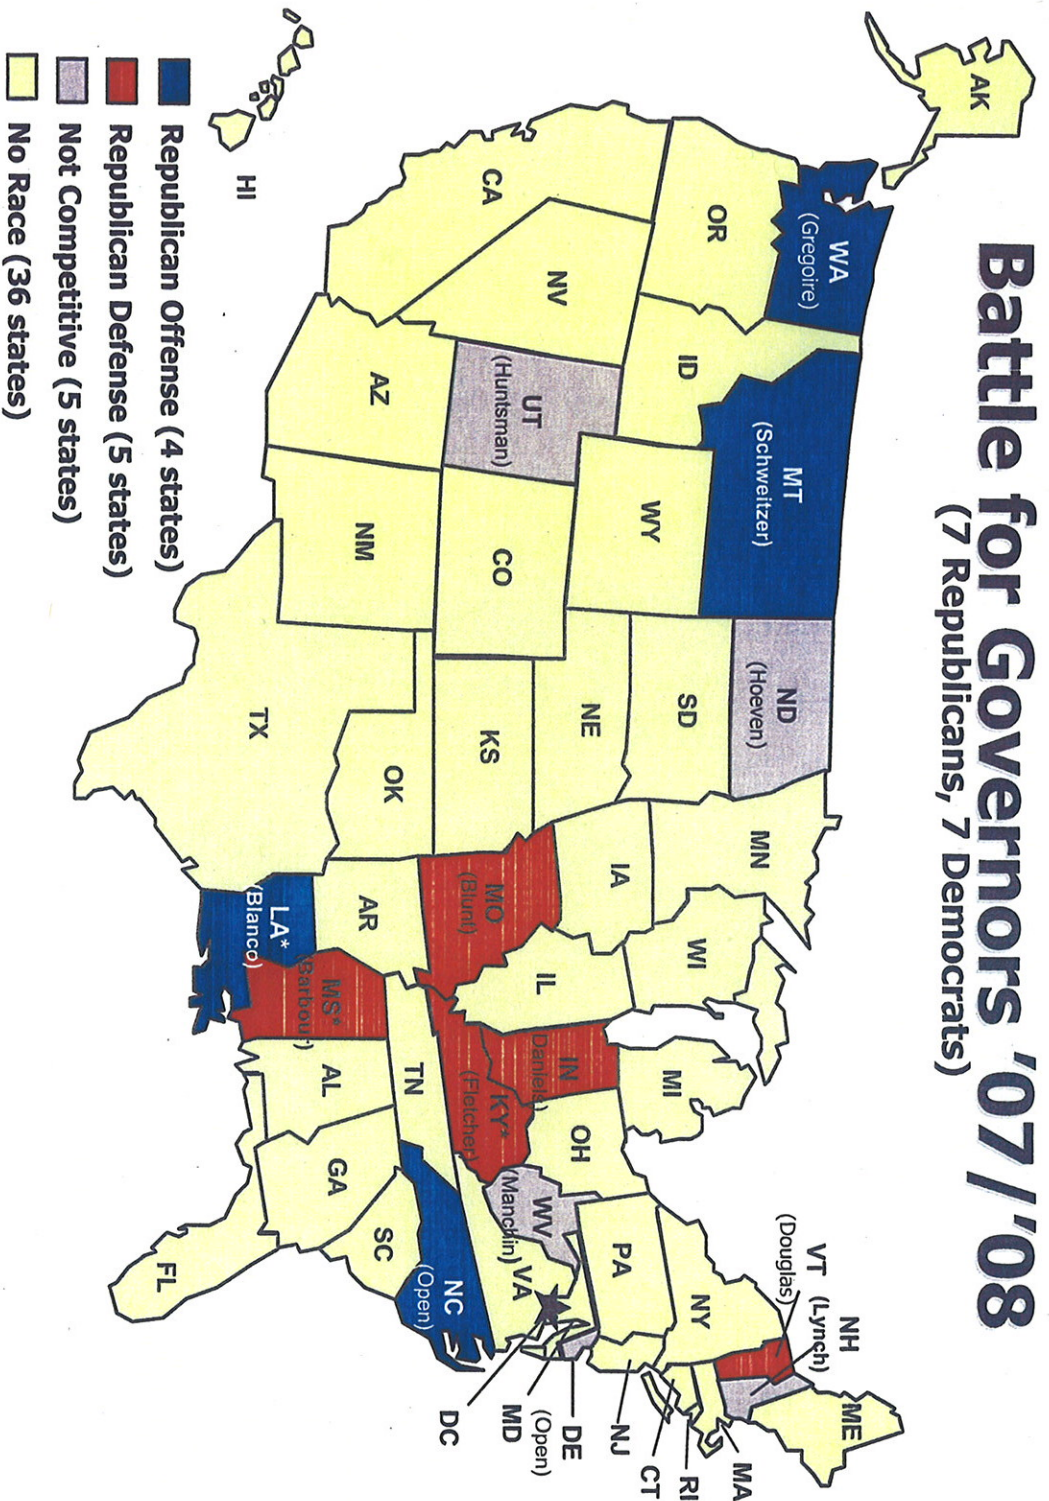 Battle for Governors '07/'08
(7 Republicans, 7 Democrats)
AK
WA
(Gregoire)
MT
(Schweitzer)
ND
(Hoeven)
MN
OR
ID
WY
SD
WI
MI
NY
VT
(Douglas)
NH
(Lynch)
ME
MA
RI
CT
NJ
DE
(Open)
MD
DC
CA
NV
UT
(Huntsman)
CO
NE
IA
IL
IN
(Daniels)
OH
PA
WV
(Manchin)
VA
KS
MO
(Blunt)
KY*
(Fletcher)
AZ
NM
OK
AR
TN
NC
(Open)
SC
TX
LA*
(Blanco)
MS*
(Barbour)
AL
GA
FL
HI
Republican Offense (4 states)
Republican Defense (5 states)
Not Competitive (5 states)
No Race (36 states)